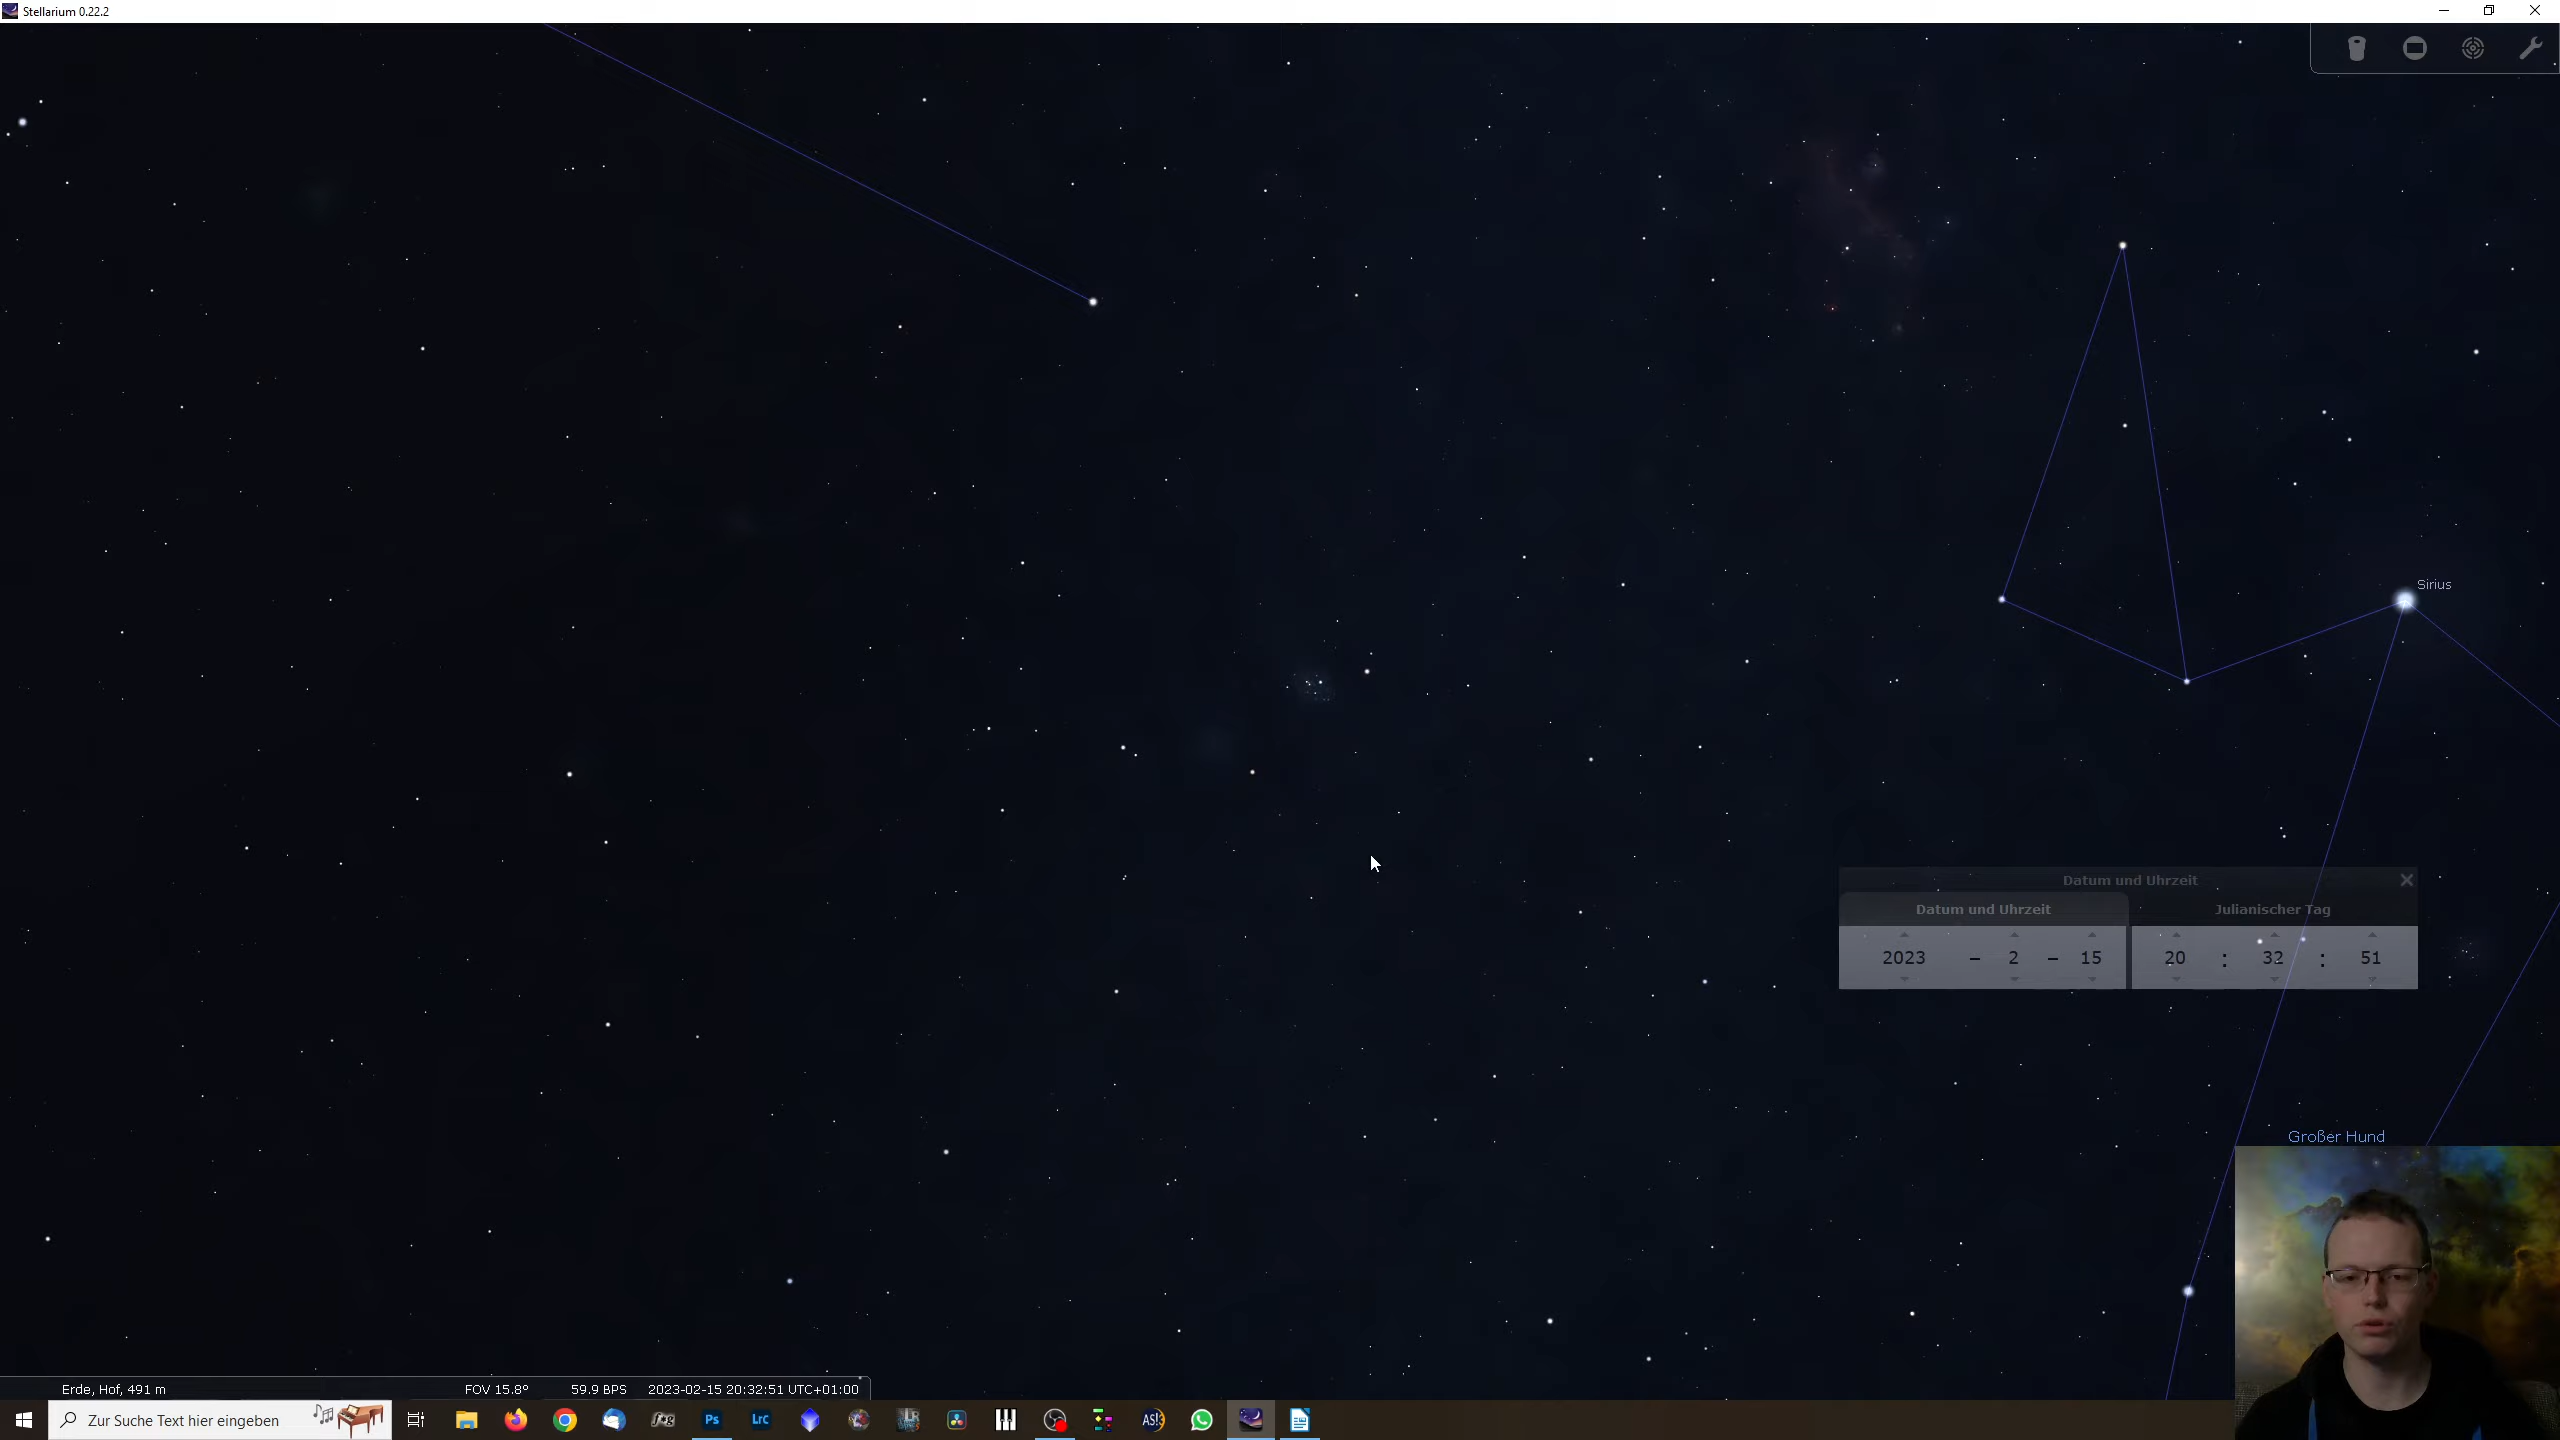 Stellarium 0.22.2
Sirius
Datum und Uhrzeit
Datum und Uhrzeit
Julianischer Tag
2023 – 2 – 15 20 : 32 : 51
Großer Hund
Erde, Hof, 491 m FOV 15.8° 59.9 BPS 2023-02-15 20:32:51 UTC+01:00
Zur Suche Text hier eingeben
Ps
LrC